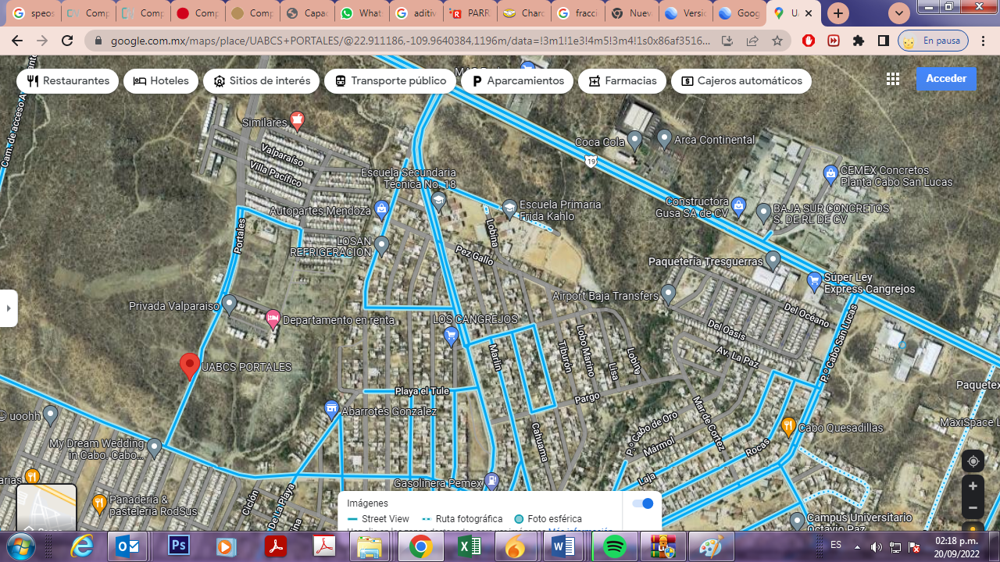 speos
Comp
Comp
Comp
Comp
Capac
What
aditiv
PARR
Charc
fracci
Nuev
Versic
Goog
google.com.mx/maps/place/UABCS+PORTALES/@22.911186,-109.9640384,1196m/data=!3m1!1e3!4m5!3m4!1s0x86af3516...
En pausa
Restaurantes
Hoteles
Sitios de interés
Transporte público
Aparcamientos
Farmacias
Cajeros automáticos
Acceder
Cam. de acceso
Similares
Valparaíso
Villa Pacífico
Coca Cola
Arca Continental
19
Escuela Secundaria
Técnica No. 18
CEMEX Concretos
Planta Cabo San Lucas
Autopartes Mendoza
Escuela Primaria
Frida Kahlo
Constructora
Gusa SA de CV
BAJA SUR CONCRETOS
S. DE RL DE CV
Portales
LOSAN
REFRIGERACION
Lobina
Pez Gallo
Paquetería Tresguerras
Súper Ley
Express Cangrejos
Privada Valparaiso
Airport Baja Transfers
Departamento en renta
LOS CANGREJOS
Del Océano
Del Oasis
P.º Cabo San Lucas
Marlin
Tiburón
Lobo Marino
Lisa
Lobina
Av. La Paz
UABCS PORTALES
Playa el Tule
Pargo
Paquetex
uoohh
Abarrotes González
Mar de Cortez
P.º Cabo de Oro
MaxiSpace L
Cahuama
Cabo Quesadillas
My Dream Wedding
in Cabo. Cabo...
Mármol
Rocas
Laja
arias
Gasolinera Pemex
Ciclón
De La Playa
Panaderia &
pasteleria RodSus
Imágenes
Street View
Ruta fotográfica
Foto esférica
Campus Universitario
Octavio Paz
ES
02:18 p.m.
20/09/2022